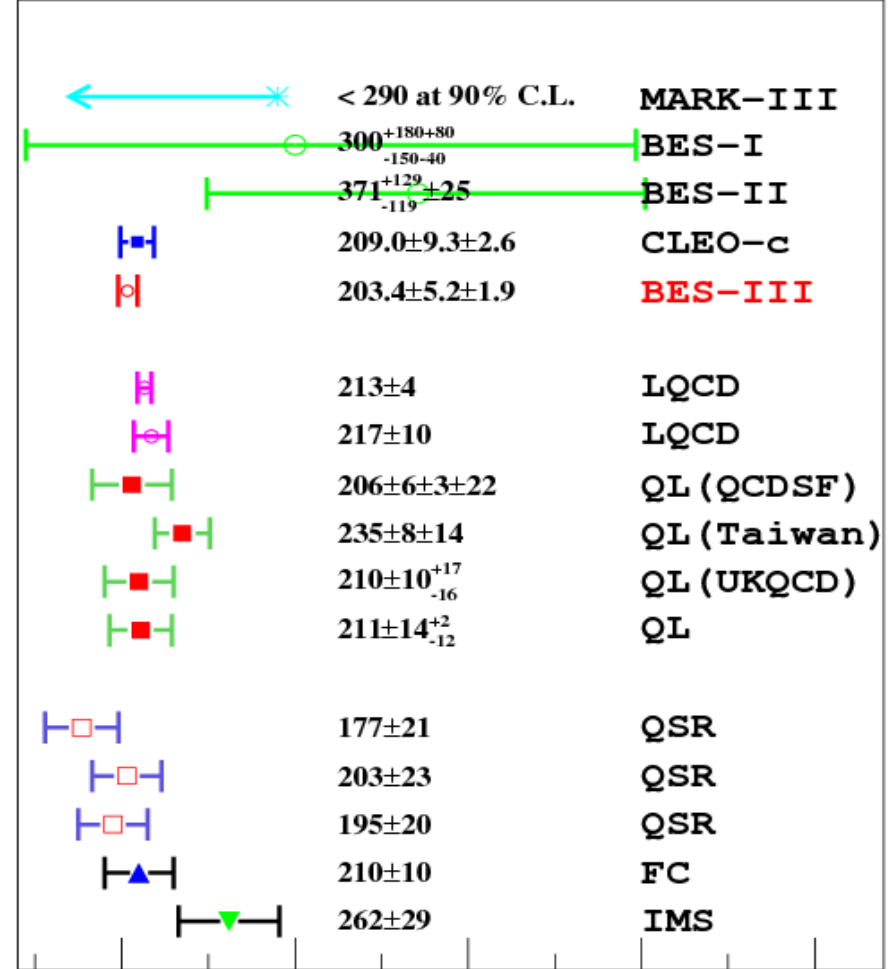 < 290 at 90% C.L. MARK-III
300 +180+80 -150-40 BES-I
371 +129 -119 ±25 BES-II
209.0±9.3±2.6 CLEO-c
203.4±5.2±1.9 BES-III
213±4 LQCD
217±10 LQCD
206±6±3±22 QL(QCDSF)
235±8±14 QL(Taiwan)
210±10 +17 -16 QL(UKQCD)
211±14 +2 -12 QL
177±21 QSR
203±23 QSR
195±20 QSR
210±10 FC
262±29 IMS